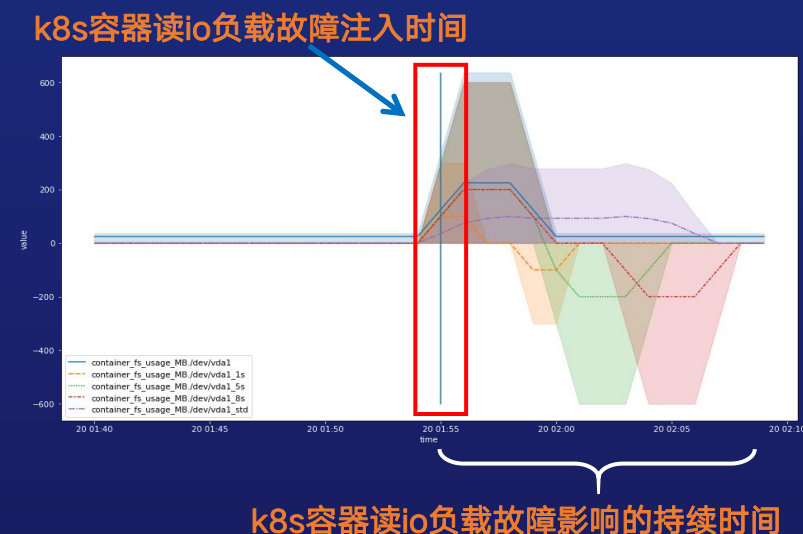 k8s容器读io负载故障注入时间
600
400
200
0
−200
−400
−600
value
container_fs_usage_MB./dev/vda1
container_fs_usage_MB./dev/vda1_1s
container_fs_usage_MB./dev/vda1_5s
container_fs_usage_MB./dev/vda1_8s
container_fs_usage_MB./dev/vda1_std
20 01:40
20 01:45
20 01:50
20 01:55
20 02:00
20 02:05
20 02:10
time
k8s容器读io负载故障影响的持续时间